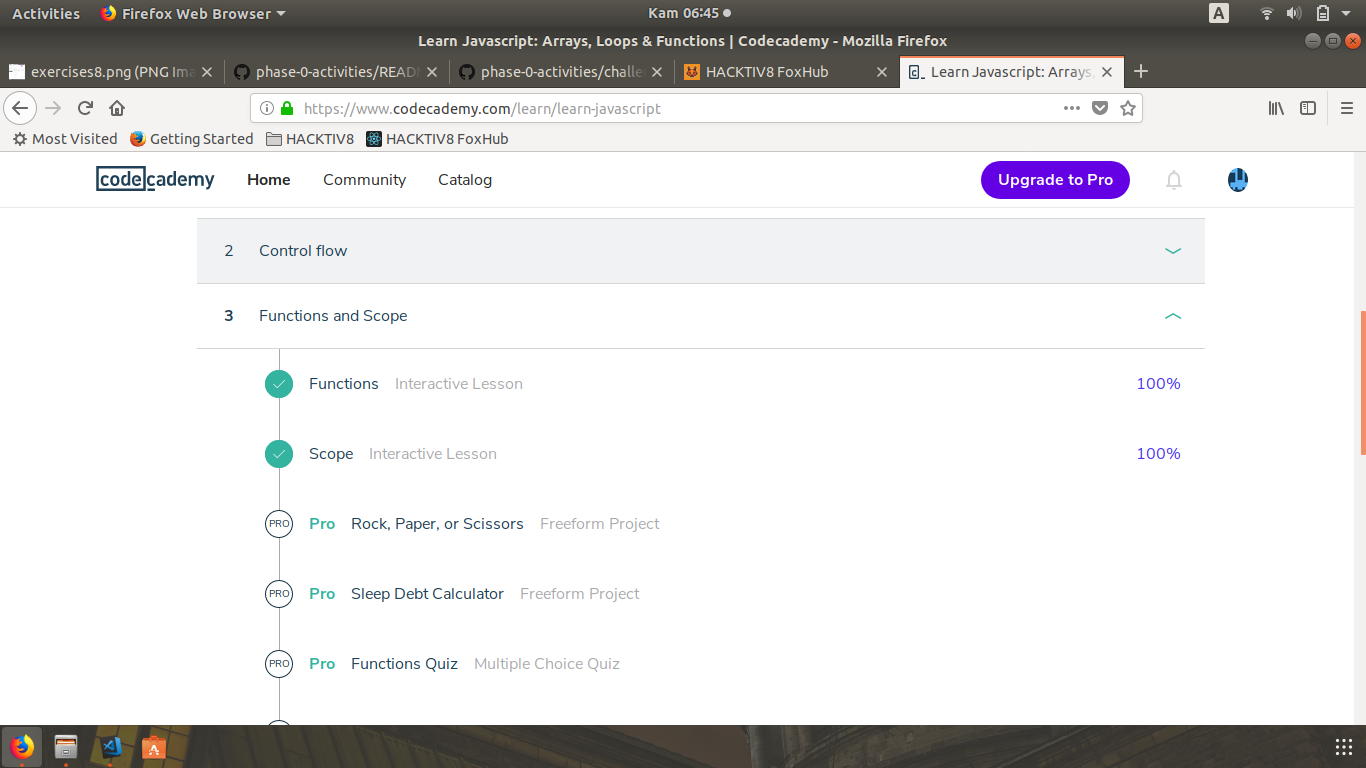 Activities Firefox Web Browser Kam 06:45 A
Learn Javascript: Arrays, Loops & Functions | Codecademy - Mozilla Firefox
exercises8.png (PNG Ima phase-0-activities/READ phase-0-activities/challe HACKTIV8 FoxHub Learn Javascript: Arrays,
https://www.codecademy.com/learn/learn-javascript
Most Visited Getting Started HACKTIV8 HACKTIV8 FoxHub
codecademy Home Community Catalog Upgrade to Pro
2 Control flow
3 Functions and Scope
Functions Interactive Lesson 100%
Scope Interactive Lesson 100%
PRO Pro Rock, Paper, or Scissors Freeform Project
PRO Pro Sleep Debt Calculator Freeform Project
PRO Pro Functions Quiz Multiple Choice Quiz